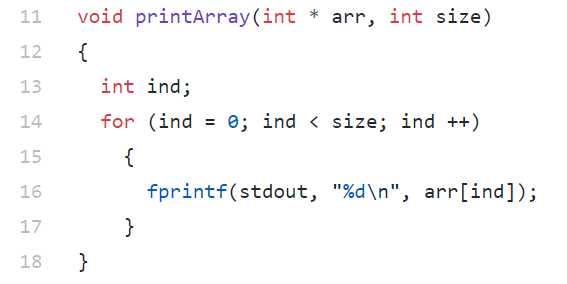 11 void printArray(int * arr, int size)
12 {
13   int ind;
14   for (ind = 0; ind < size; ind ++)
15     {
16       fprintf(stdout, "%d\n", arr[ind]);
17     }
18 }